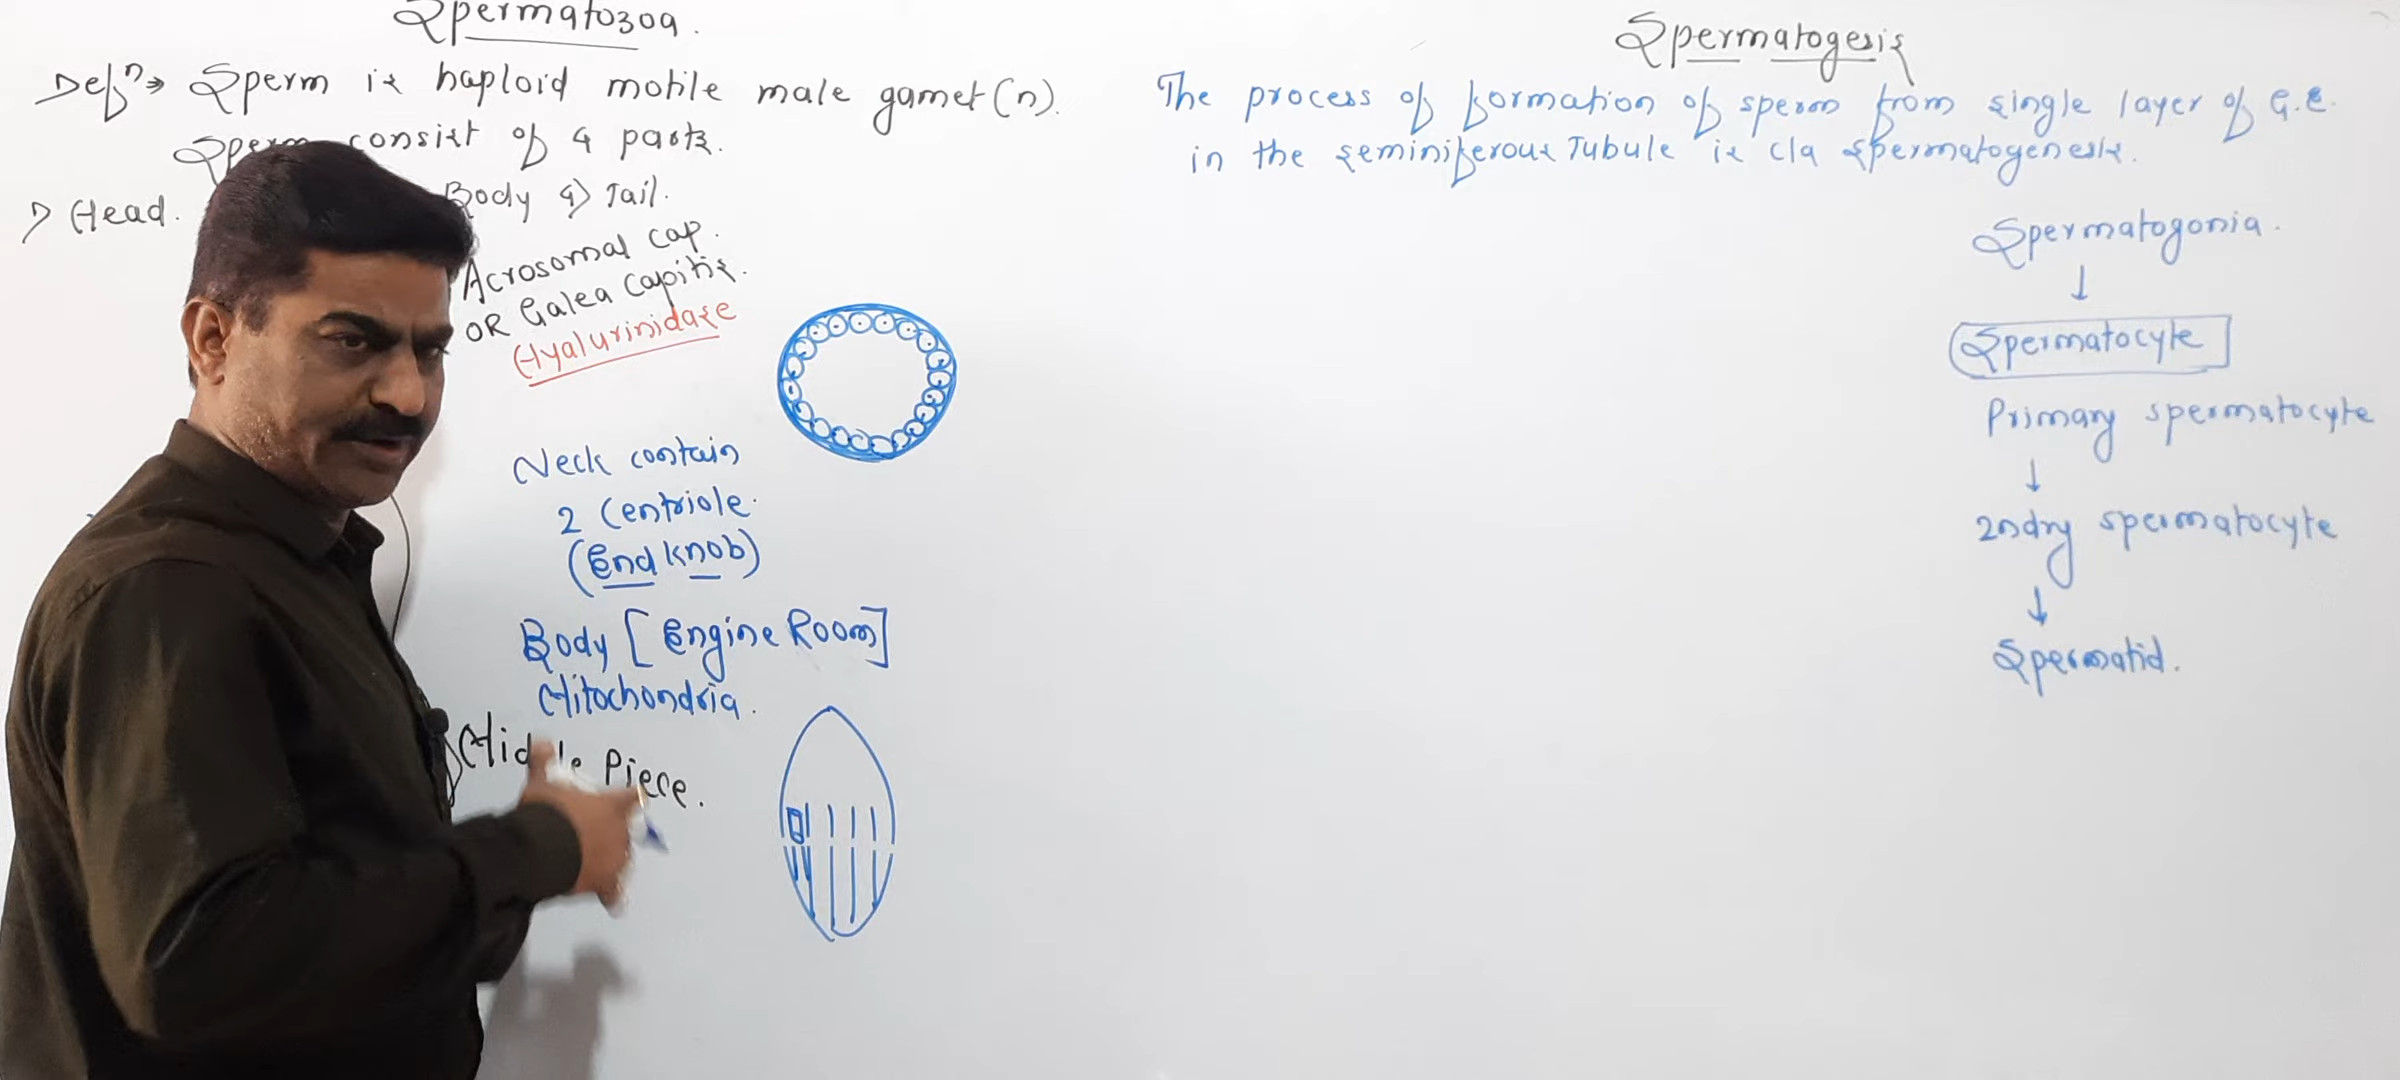 Spermatozoa.
Defn → Sperm is haploid motile male gamet (n).
Sperm consist of 4 parts.
1) Head. Body 4) Tail.
Acrosomal cap.
OR Galea Capitis.
Hyalurinidase
Neck contain
2 Centriole.
(End knob)
Body [Engine Room]
Mitochondria.
Middle Piece.
Spermatogesis
The process of formation of sperm from single layer of G.E.
in the seminiferous Tubule is c/a spermatogenesis.
Spermatogonia.
↓
Spermatocyte
Primary spermatocyte
↓
2ndry spermatocyte
↓
Spermatid.